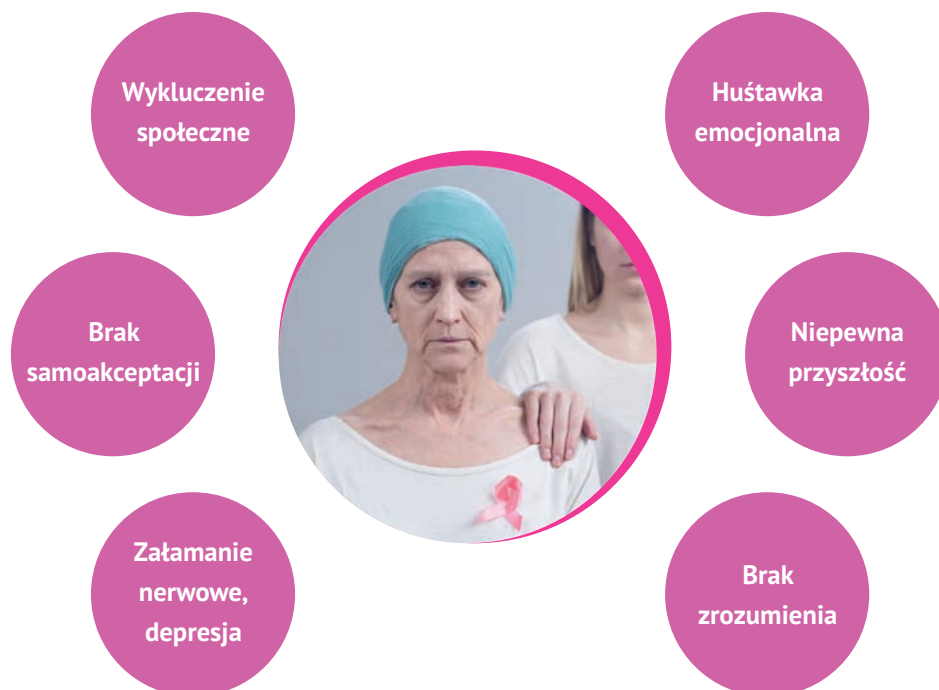 Wykluczenie
społeczne
Huśtawka
emocjonalna
Brak
samoakceptacji
Niepewna
przyszłość
Załamanie
nerwowe,
depresja
Brak
zrozumienia